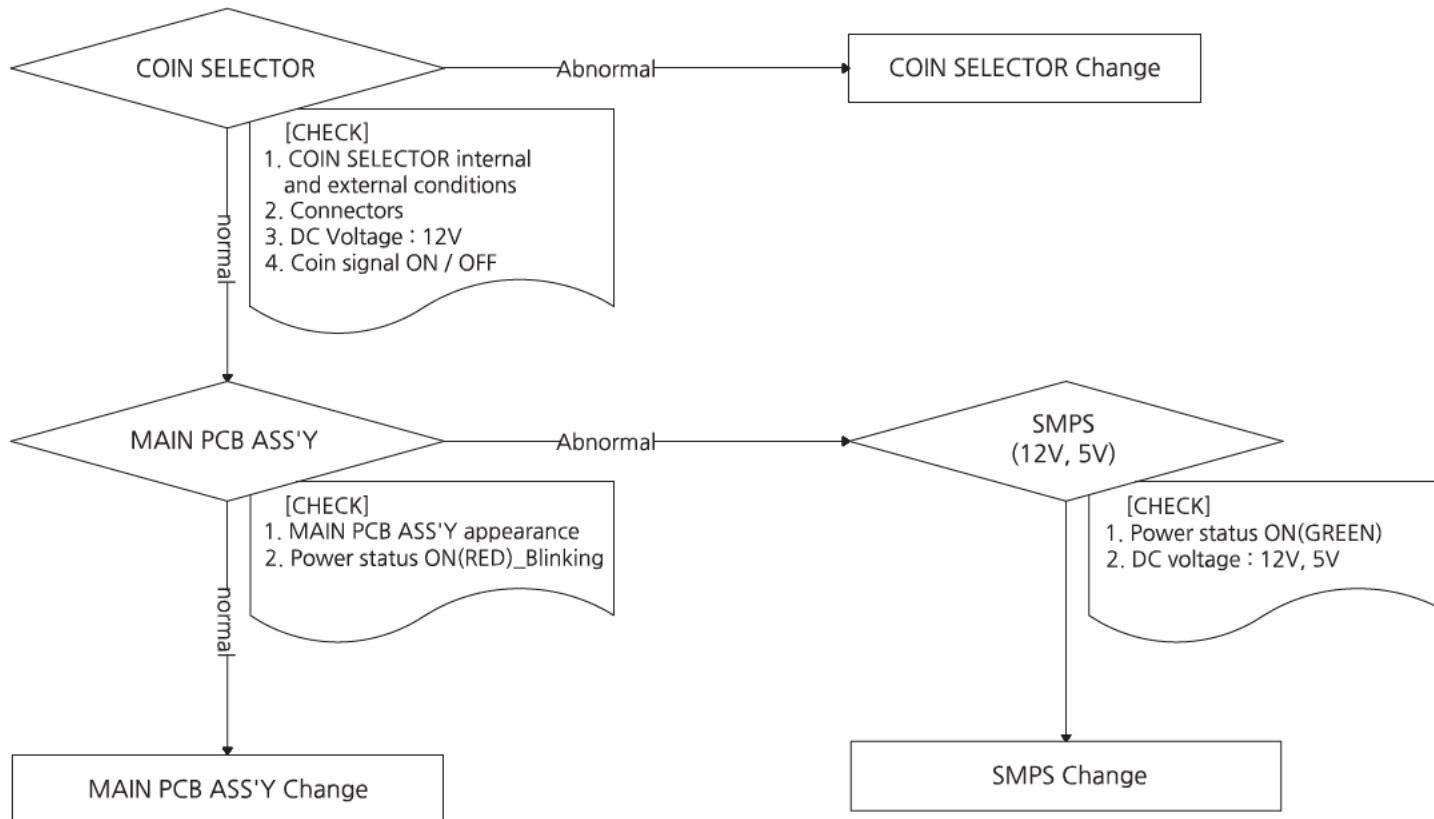 COIN SELECTOR
Abnormal
COIN SELECTOR Change
[CHECK]
1. COIN SELECTOR internal
and external conditions
2. Connectors
3. DC Voltage : 12V
4. Coin signal ON / OFF
normal
MAIN PCB ASS'Y
Abnormal
SMPS
(12V, 5V)
[CHECK]
1. MAIN PCB ASS'Y appearance
2. Power status ON(RED)_Blinking
[CHECK]
1. Power status ON(GREEN)
2. DC voltage : 12V, 5V
normal
MAIN PCB ASS'Y Change
SMPS Change